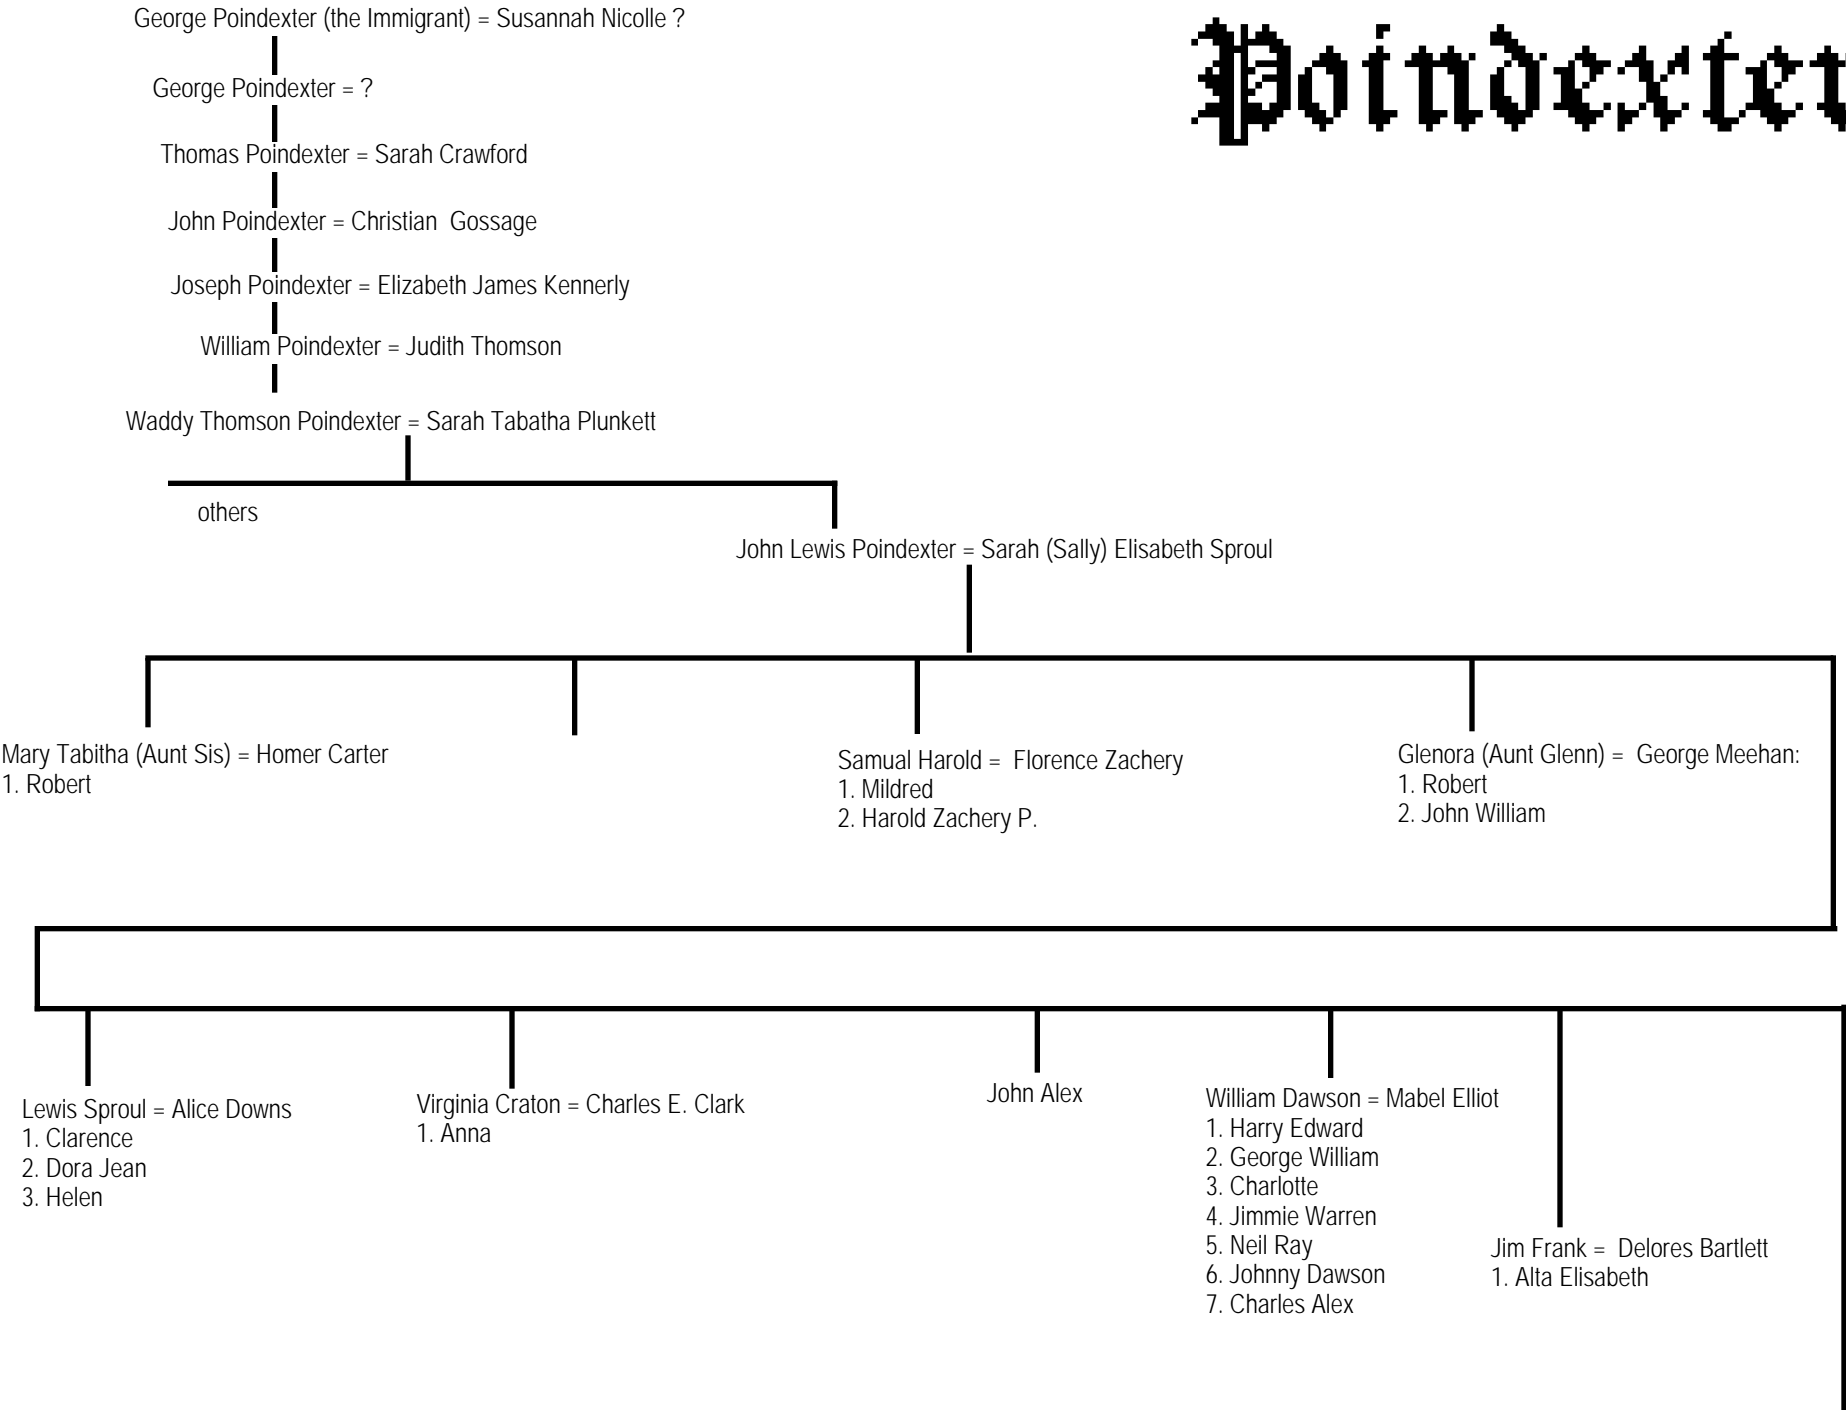 George Poindexter (the Immigrant) = Susannah Nicolle ?
Poindexter
George Poindexter = ?
Thomas Poindexter = Sarah Crawford
John Poindexter = Christian Gossage
Joseph Poindexter = Elizabeth James Kennerly
William Poindexter = Judith Thomson
Waddy Thomson Poindexter = Sarah Tabatha Plunkett
others
John Lewis Poindexter = Sarah (Sally) Elisabeth Sproul
Mary Tabitha (Aunt Sis) = Homer Carter
1. Robert
Samual Harold = Florence Zachery
1. Mildred
2. Harold Zachery P.
Glenora (Aunt Glenn) = George Meehan:
1. Robert
2. John William
Lewis Sproul = Alice Downs
1. Clarence
2. Dora Jean
3. Helen
Virginia Craton = Charles E. Clark
1. Anna
John Alex
William Dawson = Mabel Elliot
1. Harry Edward
2. George William
3. Charlotte
4. Jimmie Warren
5. Neil Ray
6. Johnny Dawson
7. Charles Alex
Jim Frank = Delores Bartlett
1. Alta Elisabeth